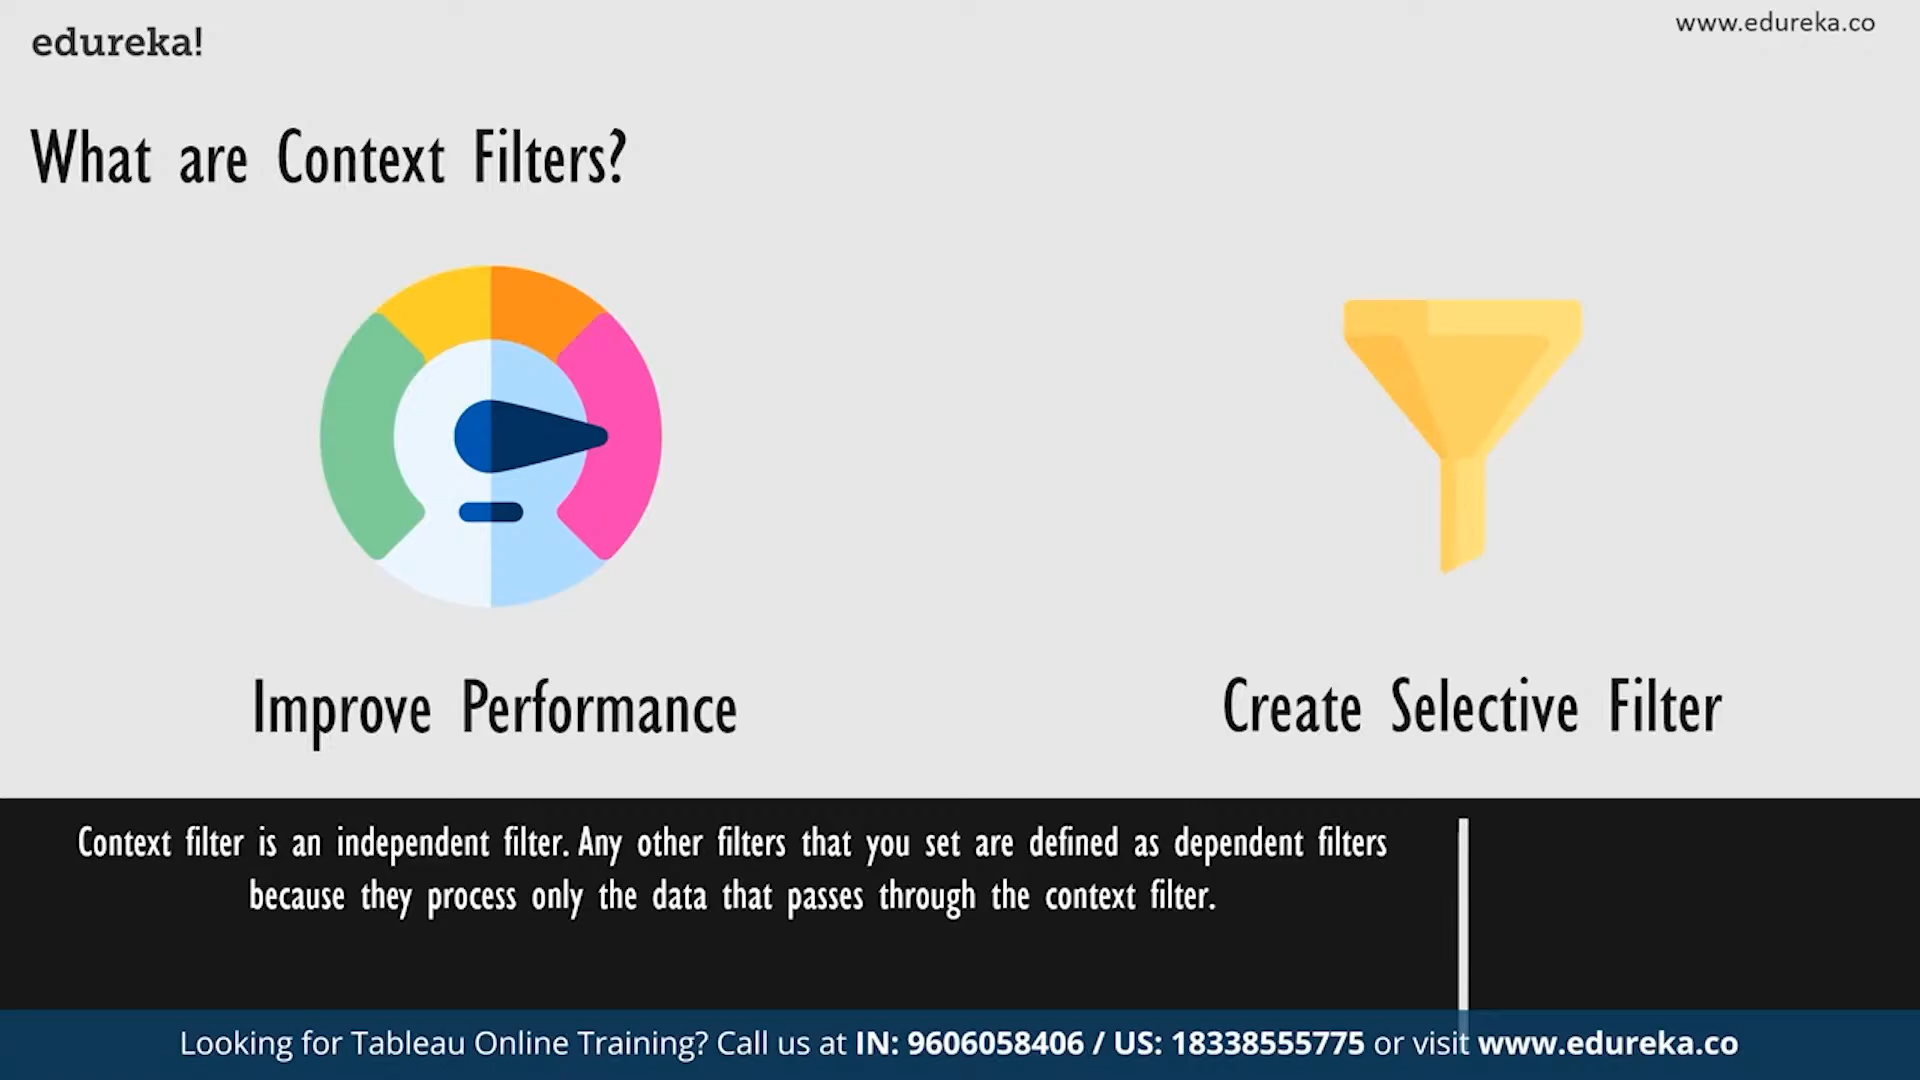 edureka!
www.edureka.co
What are Context Filters?
Improve Performance
Create Selective Filter
Context filter is an independent filter. Any other filters that you set are defined as dependent filters
because they process only the data that passes through the context filter.
Looking for Tableau Online Training? Call us at IN: 9606058406 / US: 18338555775 or visit www.edureka.co